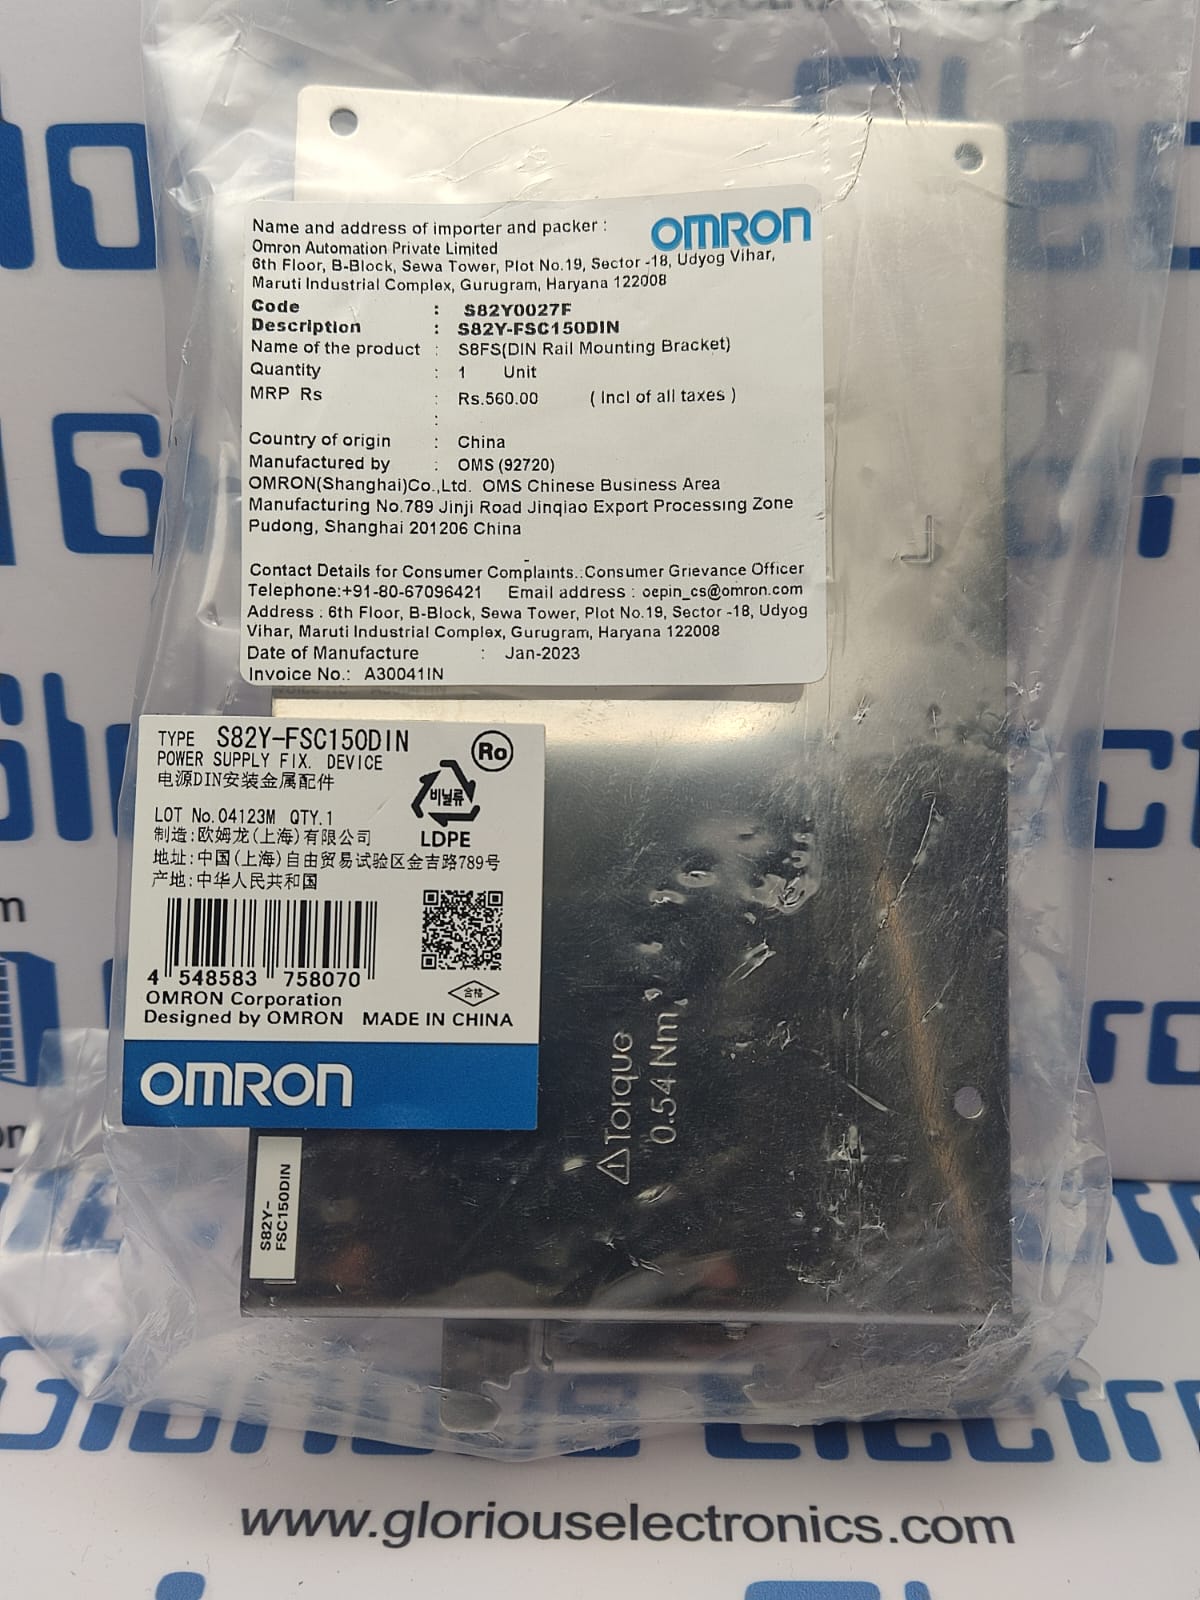 Name and address of importer and packer :
OMRON
Omron Automation Private Limited
6th Floor, B-Block, Sewa Tower, Plot No.19, Sector -18, Udyog Vihar,
Maruti Industrial Complex, Gurugram, Haryana 122008
Code : S82Y0027F
Description : S82Y-FSC150DIN
Name of the product : S8FS(DIN Rail Mounting Bracket)
Quantity : 1 Unit
MRP Rs : Rs.560.00 ( Incl of all taxes )
:
Country of origin : China
Manufactured by : OMS (92720)
OMRON(Shanghai)Co.,Ltd. OMS Chinese Business Area
Manufacturing No.789 Jinji Road Jinqiao Export Processing Zone
Pudong, Shanghai 201206 China
Contact Details for Consumer Complaints.:Consumer Grievance Officer
Telephone:+91-80-67096421 Email address : oepin_cs@omron.com
Address : 6th Floor, B-Block, Sewa Tower, Plot No.19, Sector -18, Udyog
Vihar, Maruti Industrial Complex, Gurugram, Haryana 122008
Date of Manufacture : Jan-2023
Invoice No.: A30041IN
TYPE S82Y-FSC150DIN
POWER SUPPLY FIX. DEVICE
电源DIN安装金属配件
Ro
비닐류
LDPE
LOT No.04123M QTY.1
制造:欧姆龙(上海)有限公司
地址:中国(上海)自由贸易试验区金吉路789号
产地:中华人民共和国
4 548583 758070
合格
OMRON Corporation
Designed by OMRON MADE IN CHINA
OMRON
⚠Torque
0.54 Nm
S82Y-
FSC150DIN
www.gloriouselectronics.com